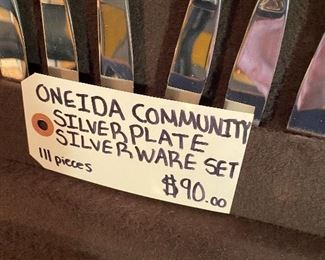 ONEIDA COMMUNITY
SILVERPLATE
SILVERWARE SET
111 pieces
$90.00